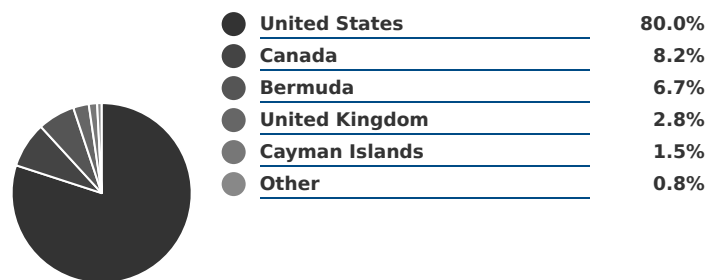 United States 80.0%
Canada 8.2%
Bermuda 6.7%
United Kingdom 2.8%
Cayman Islands 1.5%
Other 0.8%